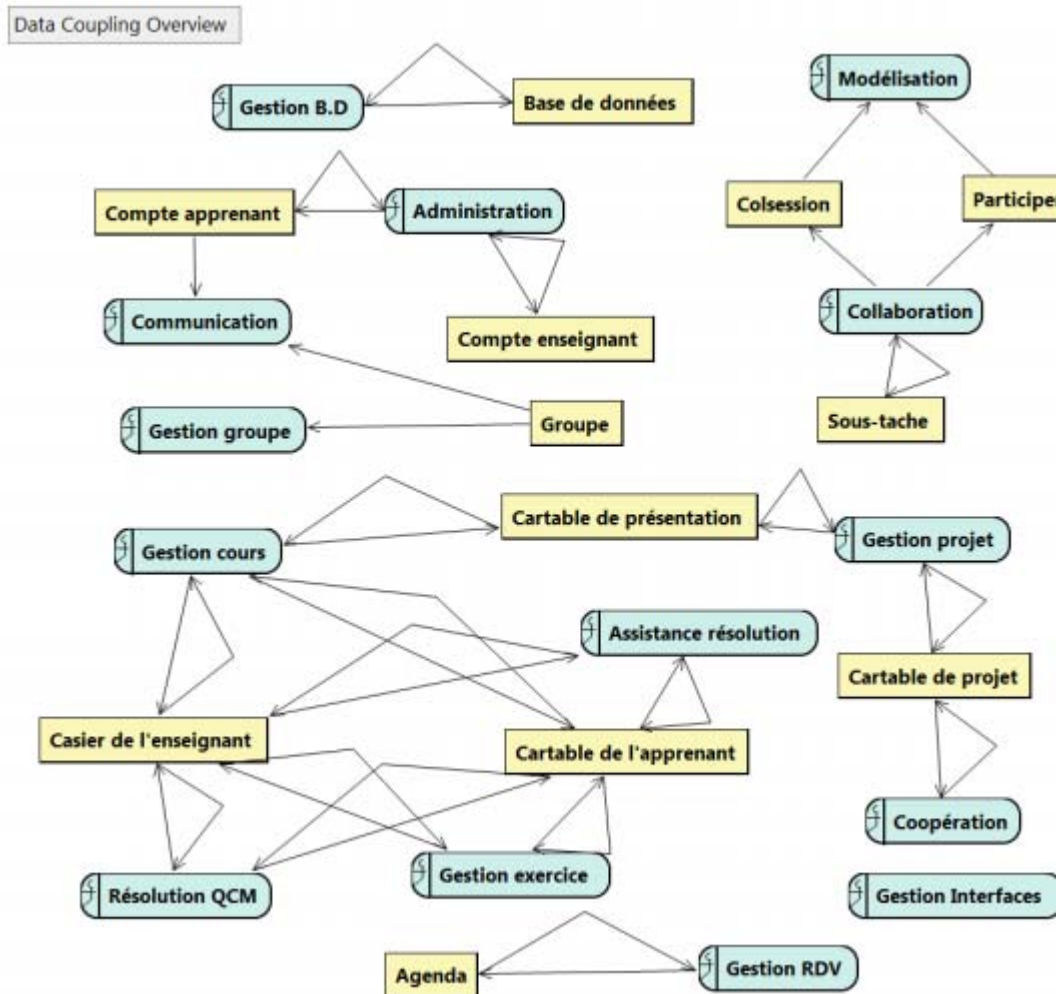 Data Coupling Overview
Modélisation
Gestion B.D
Base de données
Compte apprenant
Administration
Colsession
Participer
Communication
Collaboration
Compte enseignant
Gestion groupe
Groupe
Sous-tache
Cartable de présentation
Gestion cours
Gestion projet
Assistance résolution
Cartable de projet
Casier de l'enseignant
Cartable de l'apprenant
Coopération
Résolution QCM
Gestion exercice
Gestion Interfaces
Agenda
Gestion RDV